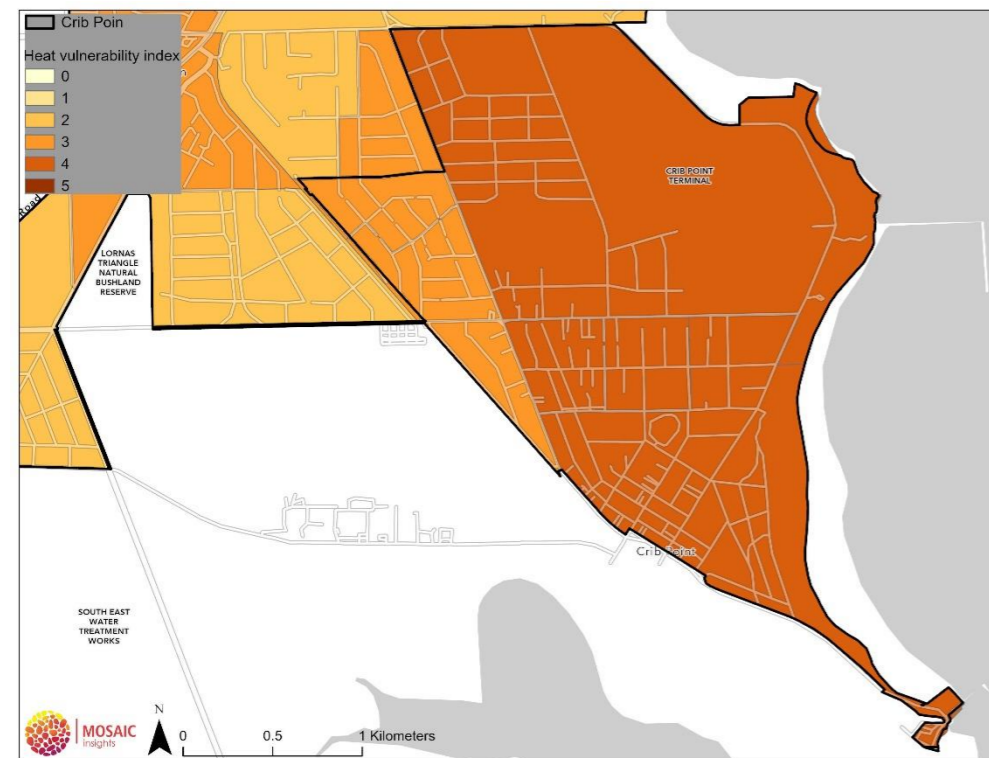 Crib Poin
Heat vulnerability index
0
1
2
3
4
5
Road
CRIB POINT
TERMINAL
LORNAS
TRIANGLE
NATURAL
BUSHLAND
RESERVE
Crib Point
SOUTH EAST
WATER
TREATMENT
WORKS
MOSAIC
insights
N
0
0.5
1 Kilometers